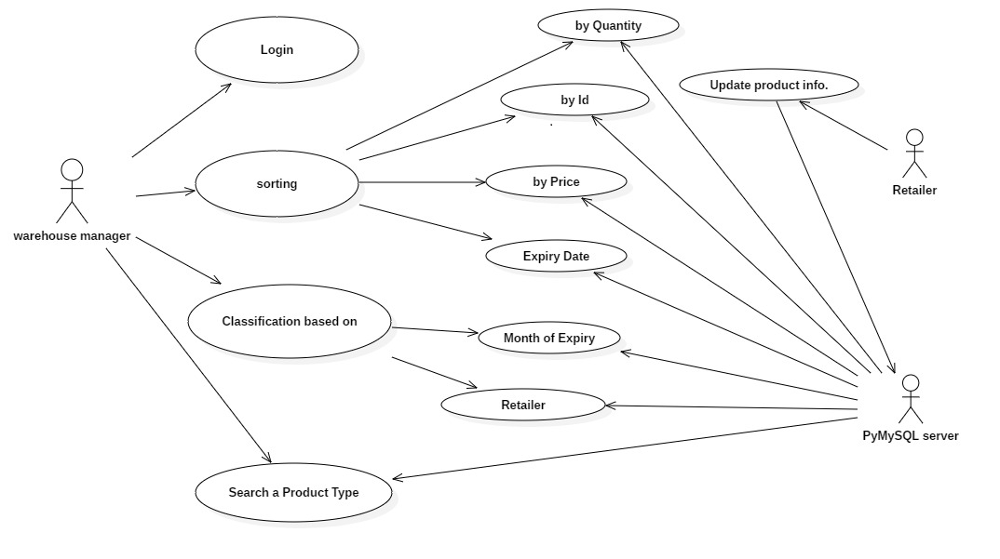 by Quantity
Login
Update product info.
by Id
sorting
by Price
Retailer
warehouse manager
Expiry Date
Classification based on
Month of Expiry
Retailer
PyMySQL server
Search a Product Type